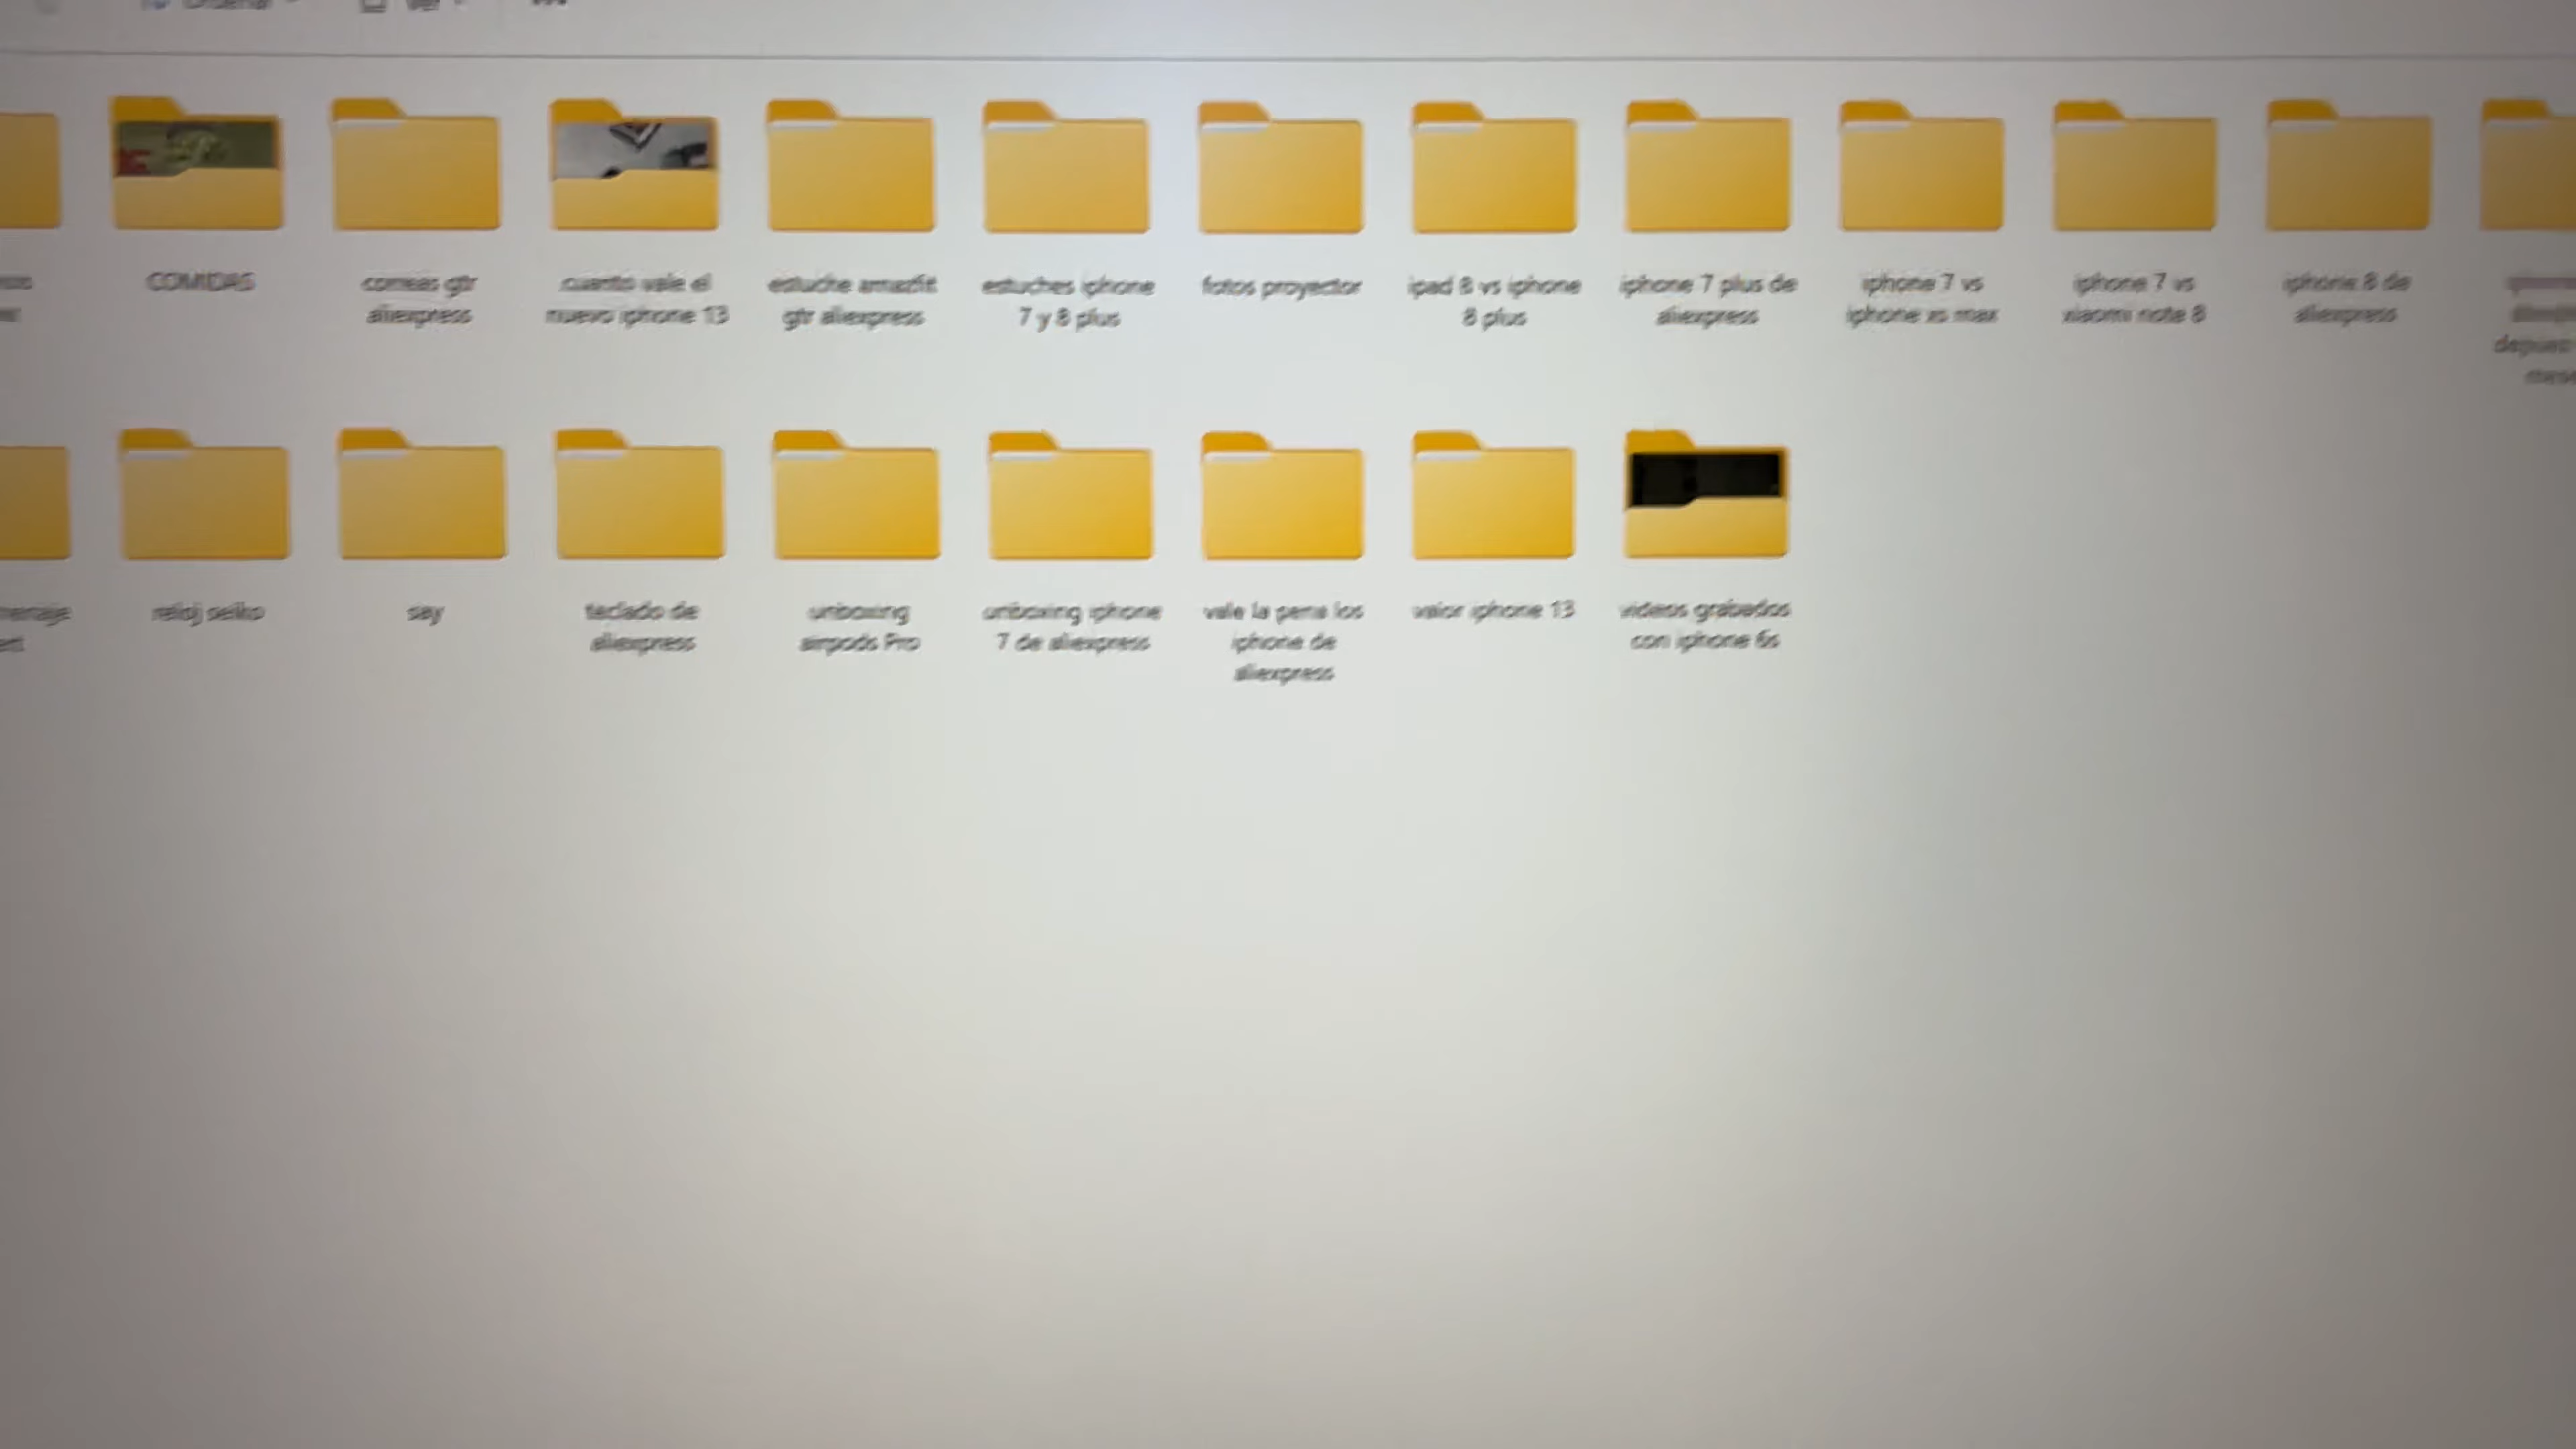 Ordenar
Ver
COMIDAS
correas gtr
aliexpress
cuanto vale el
nuevo iphone 13
estuche amazfit
gtr aliexpress
estuches iphone
7 y 8 plus
fotos proyector
ipad 8 vs iphone
8 plus
iphone 7 plus de
aliexpress
iphone 7 vs
iphone xs max
iphone 7 vs
xiaomi note 8
iphone 8 de
aliexpress
reloj seiko
say
teclado de
aliexpress
unboxing
airpods Pro
unboxing iphone
7 de aliexpress
vale la pena los
iphone de
aliexpress
valor iphone 13
videos grabados
con iphone 6s